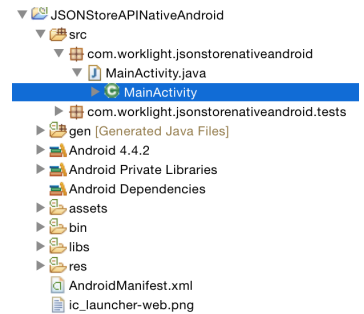 JSONStoreAPINativeAndroid
src
com.worklight.jsonstorenativeandroid
MainActivity.java
MainActivity
com.worklight.jsonstorenativeandroid.tests
gen [Generated Java Files]
Android 4.4.2
Android Private Libraries
Android Dependencies
assets
bin
libs
res
AndroidManifest.xml
ic_launcher-web.png